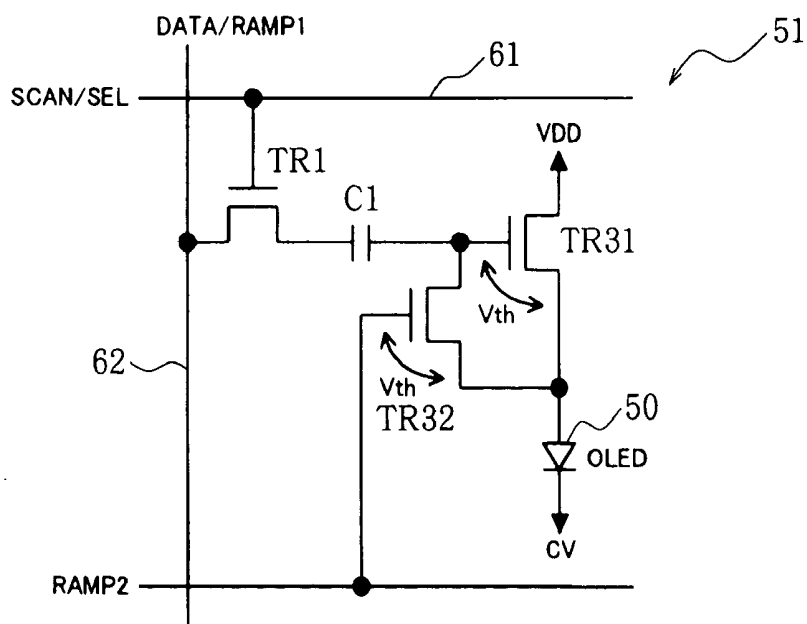 DATA/RAMP1
51
61
SCAN/SEL
VDD
TR1
C1
TR31
Vth
62
Vth
TR32
50
OLED
CV
RAMP2